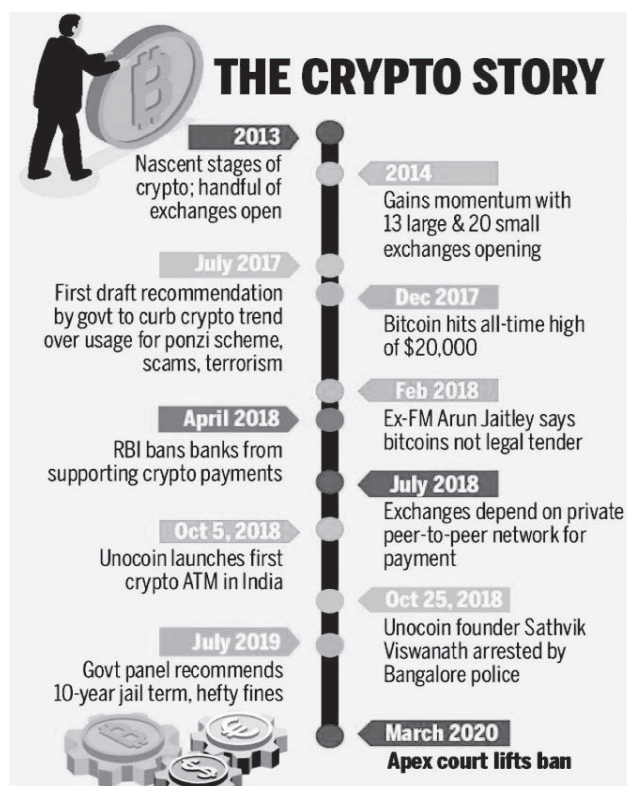 THE CRYPTO STORY
2013
Nascent stages of
crypto; handful of
exchanges open
2014
Gains momentum with
13 large & 20 small
exchanges opening
July 2017
First draft recommendation
by govt to curb crypto trend
over usage for ponzi scheme,
scams, terrorism
Dec 2017
Bitcoin hits all-time high
of $20,000
Feb 2018
Ex-FM Arun Jaitley says
bitcoins not legal tender
April 2018
RBI bans banks from
supporting crypto payments
July 2018
Exchanges depend on private
peer-to-peer network for
payment
Oct 5, 2018
Unocoin launches first
crypto ATM in India
Oct 25, 2018
Unocoin founder Sathvik
Viswanath arrested by
Bangalore police
July 2019
Govt panel recommends
10-year jail term, hefty fines
March 2020
Apex court lifts ban